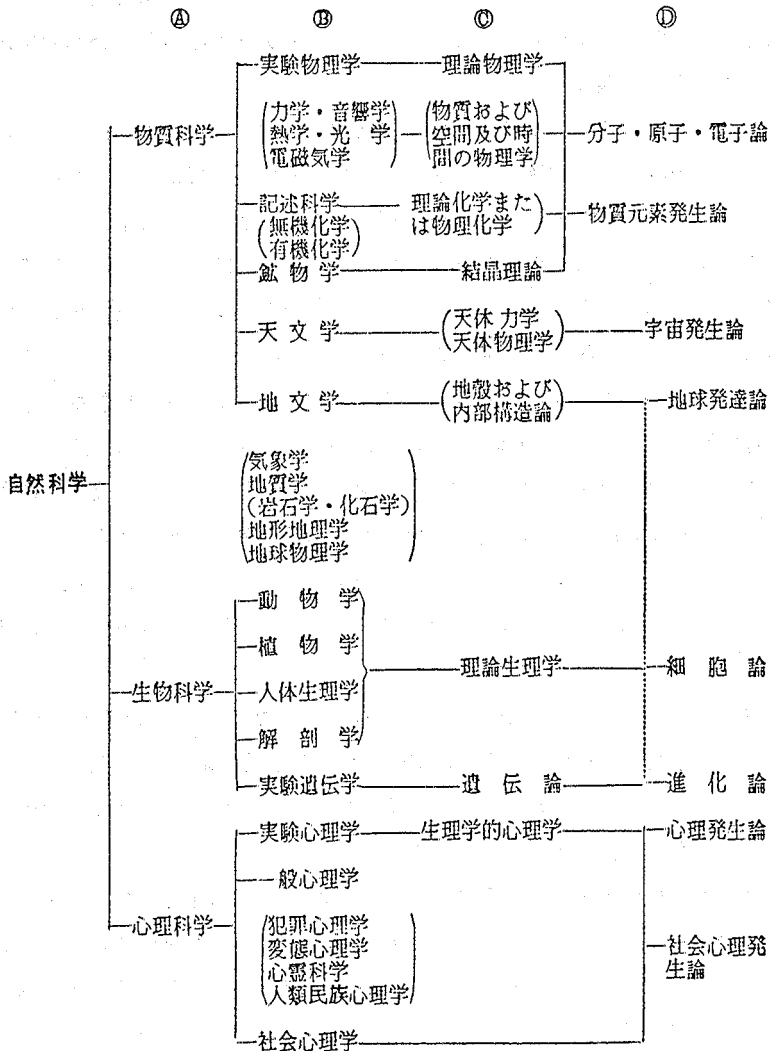 Ⓐ Ⓑ Ⓒ Ⓓ
実験物理学 理論物理学
物質科学
力学・音響学
熱学・光 学
電磁気学
物質および
空間及び時
間の物理学
分子・原子・電子論
記述科学
無機化学
有機化学
理論化学また
は物理化学
物質元素発生論
鉱 物 学 結晶理論
天 文 学
天体 力学
天体物理学
宇宙発生論
地 文 学
地殻および
内部構造論
地球発達論
自然科学
気象学
地質学
(岩石学・化石学)
地形地理学
地球物理学
動 物 学
植 物 学
理論生理学 細 胞 論
生物科学 人体生理学
解 剖 学
実験遺伝学 遺 伝 論 進 化 論
実験心理学 生理学的心理学 心理発生論
一般心理学
心理科学
犯罪心理学
変態心理学
心霊科学
人類民族心理学
社会心理発
生論
社会心理学